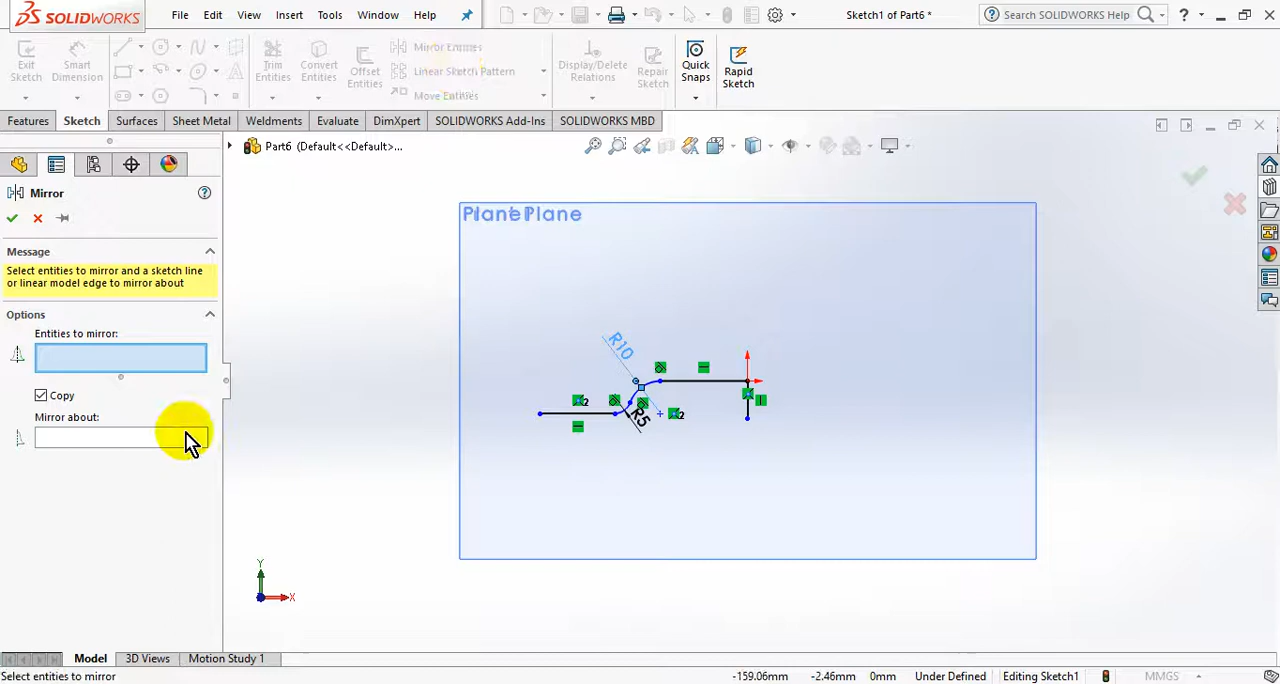 SOLIDWORKS
File Edit View Insert Tools Window Help
Sketch1 of Part6 *
Search SOLIDWORKS Help
?
Exit Sketch
Smart Dimension
Trim Entities
Convert Entities
Offset Entities
Mirror Entities
Linear Sketch Pattern
Move Entities
Display/Delete Relations
Repair Sketch
Quick Snaps
Rapid Sketch
Features Sketch Surfaces Sheet Metal Weldments Evaluate DimXpert SOLIDWORKS Add-Ins SOLIDWORKS MBD
Part6 (Default<<Default>...
Mirror
?
Message
Select entities to mirror and a sketch line
or linear model edge to mirror about
Options
Entities to mirror:
Copy
Mirror about:
Plane
R10
2
2
R5
Y
X
Model 3D Views Motion Study 1
Select entities to mirror
-159.06mm -2.46mm 0mm Under Defined Editing Sketch1 MMGS